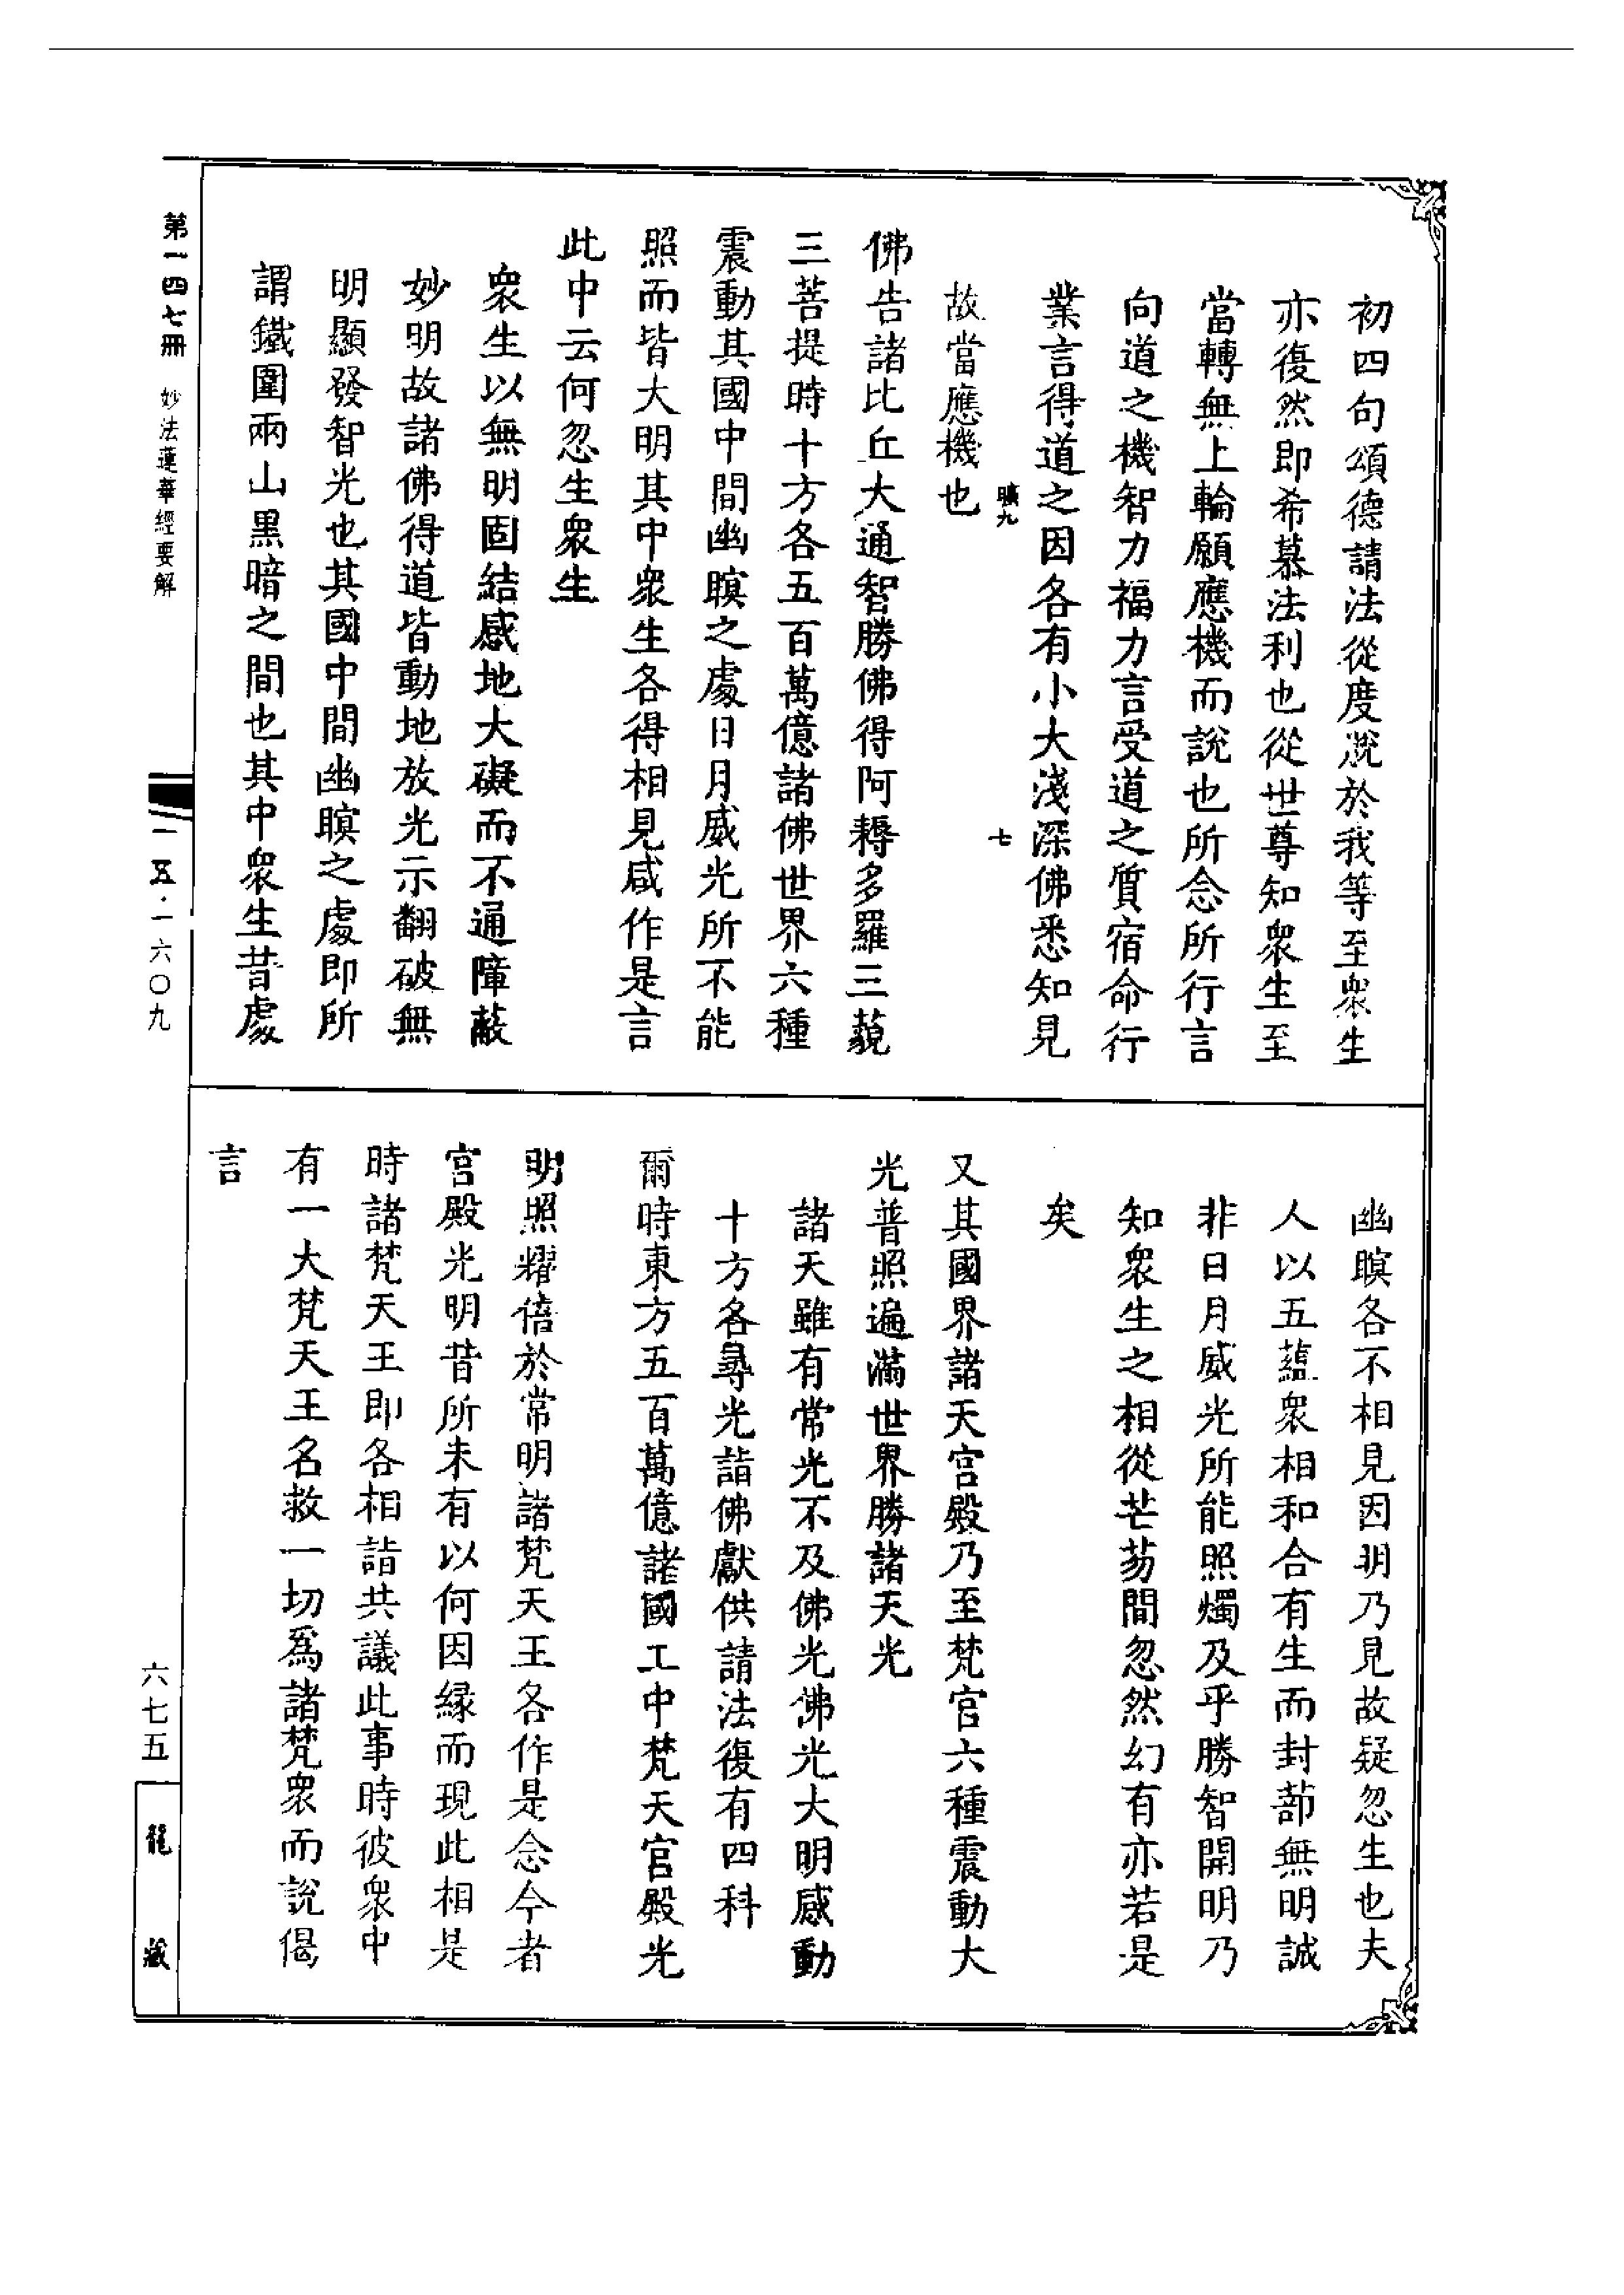 初四句頌德請法從度脫於我等至衆生
亦復然即希慕法利也從世尊知衆生至
當轉無上輪願應機而說也所念所行言
向道之機智力福力言受道之質宿命行
業言得道之因各有小大淺深佛悉知見
曠九
七
故當應機也
佛告諸比丘大通智勝佛得阿耨多羅三藐
三菩提時十方各五百萬億諸佛世界六種
震動其國中間幽暝之處日月威光所不能
照而皆大明其中衆生各得相見咸作是言
此中云何忽生衆生
衆生以無明固結感地大礙而不通障蔽
妙明故諸佛得道皆動地放光示翻破無
明顯發智光也其國中間幽暝之處即所
謂鐵圍兩山黑暗之間也其中衆生昔處
幽暝各不相見因明乃見故疑忽生也夫
人以五蘊衆相和合有生而封蔀無明誠
非日月威光所能照燭及乎勝智開明乃
知衆生之相從芒芴間忽然幻有亦若是
矣
又其國界諸天宮殿乃至梵宮六種震動大
光普照遍滿世界勝諸天光
諸天雖有常光不及佛光佛光大明感動
十方各尋光詣佛獻供請法復有四科
爾時東方五百萬億諸國工中梵天宮殿光
明照耀倍於常明諸梵天王各作是念今者
宮殿光明昔所未有以何因緣而現此相是
時諸梵天王即各相詣共議此事時彼衆中
有一大梵天王名救一切爲諸梵衆而說偈
言
第一四七冊 妙法蓮華經要解
一五·一六〇九
六七五
龍藏